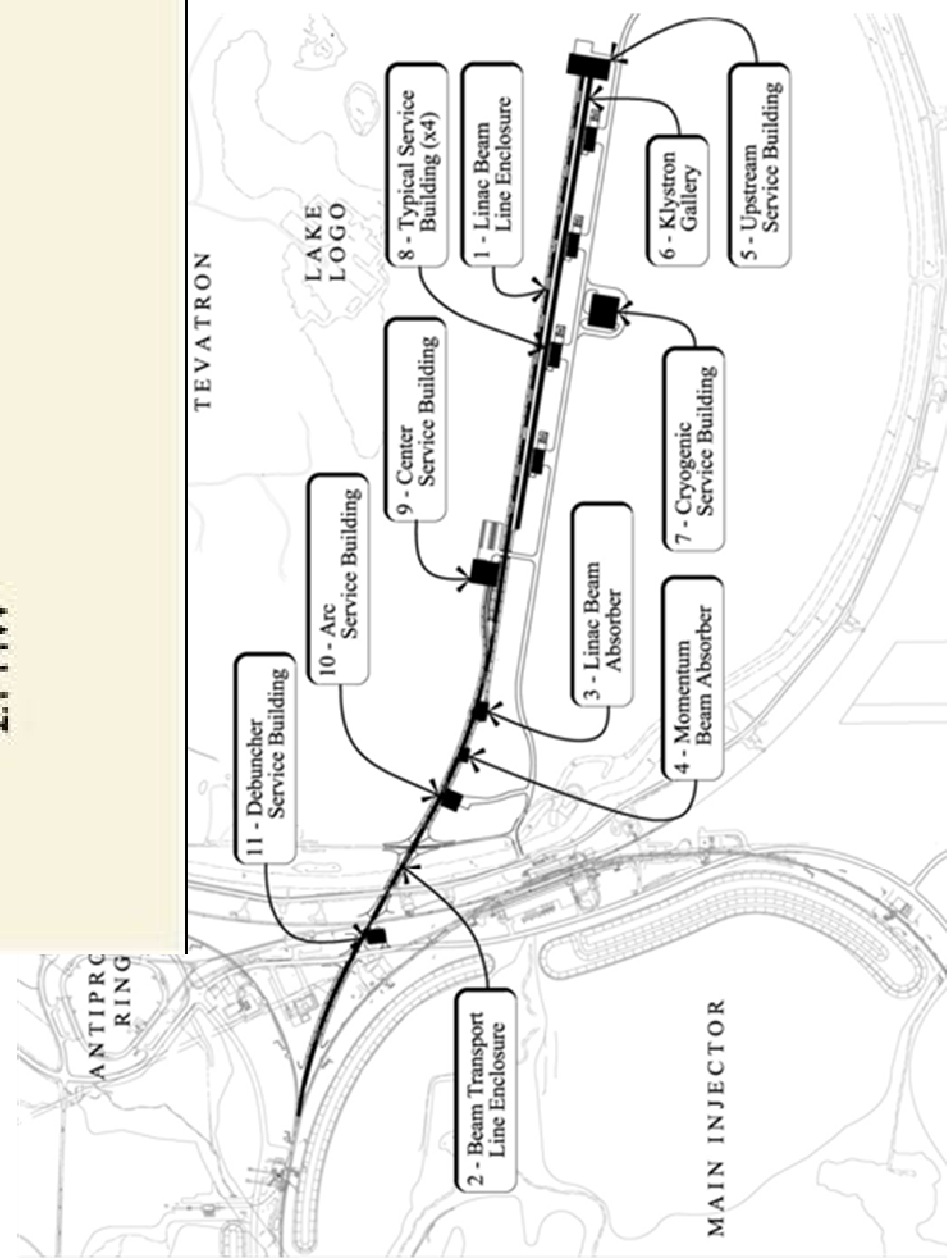 TEVATRON
LAKE
LOGO
8 - Typical Service
Building (x4)
1 - Linac Beam
Line Enclosure
6 - Klystron
Gallery
5 - Upstream
Service Building
9 - Center
Service Building
7 - Cryogenic
Service Building
10 - Arc
Service Building
3 - Linac Beam
Absorber
4 - Momentum
Beam Absorber
11 - Debuncher
Service Building
ANTIPRO
RING
2 - Beam Transport
Line Enclosure
MAIN INJECTOR